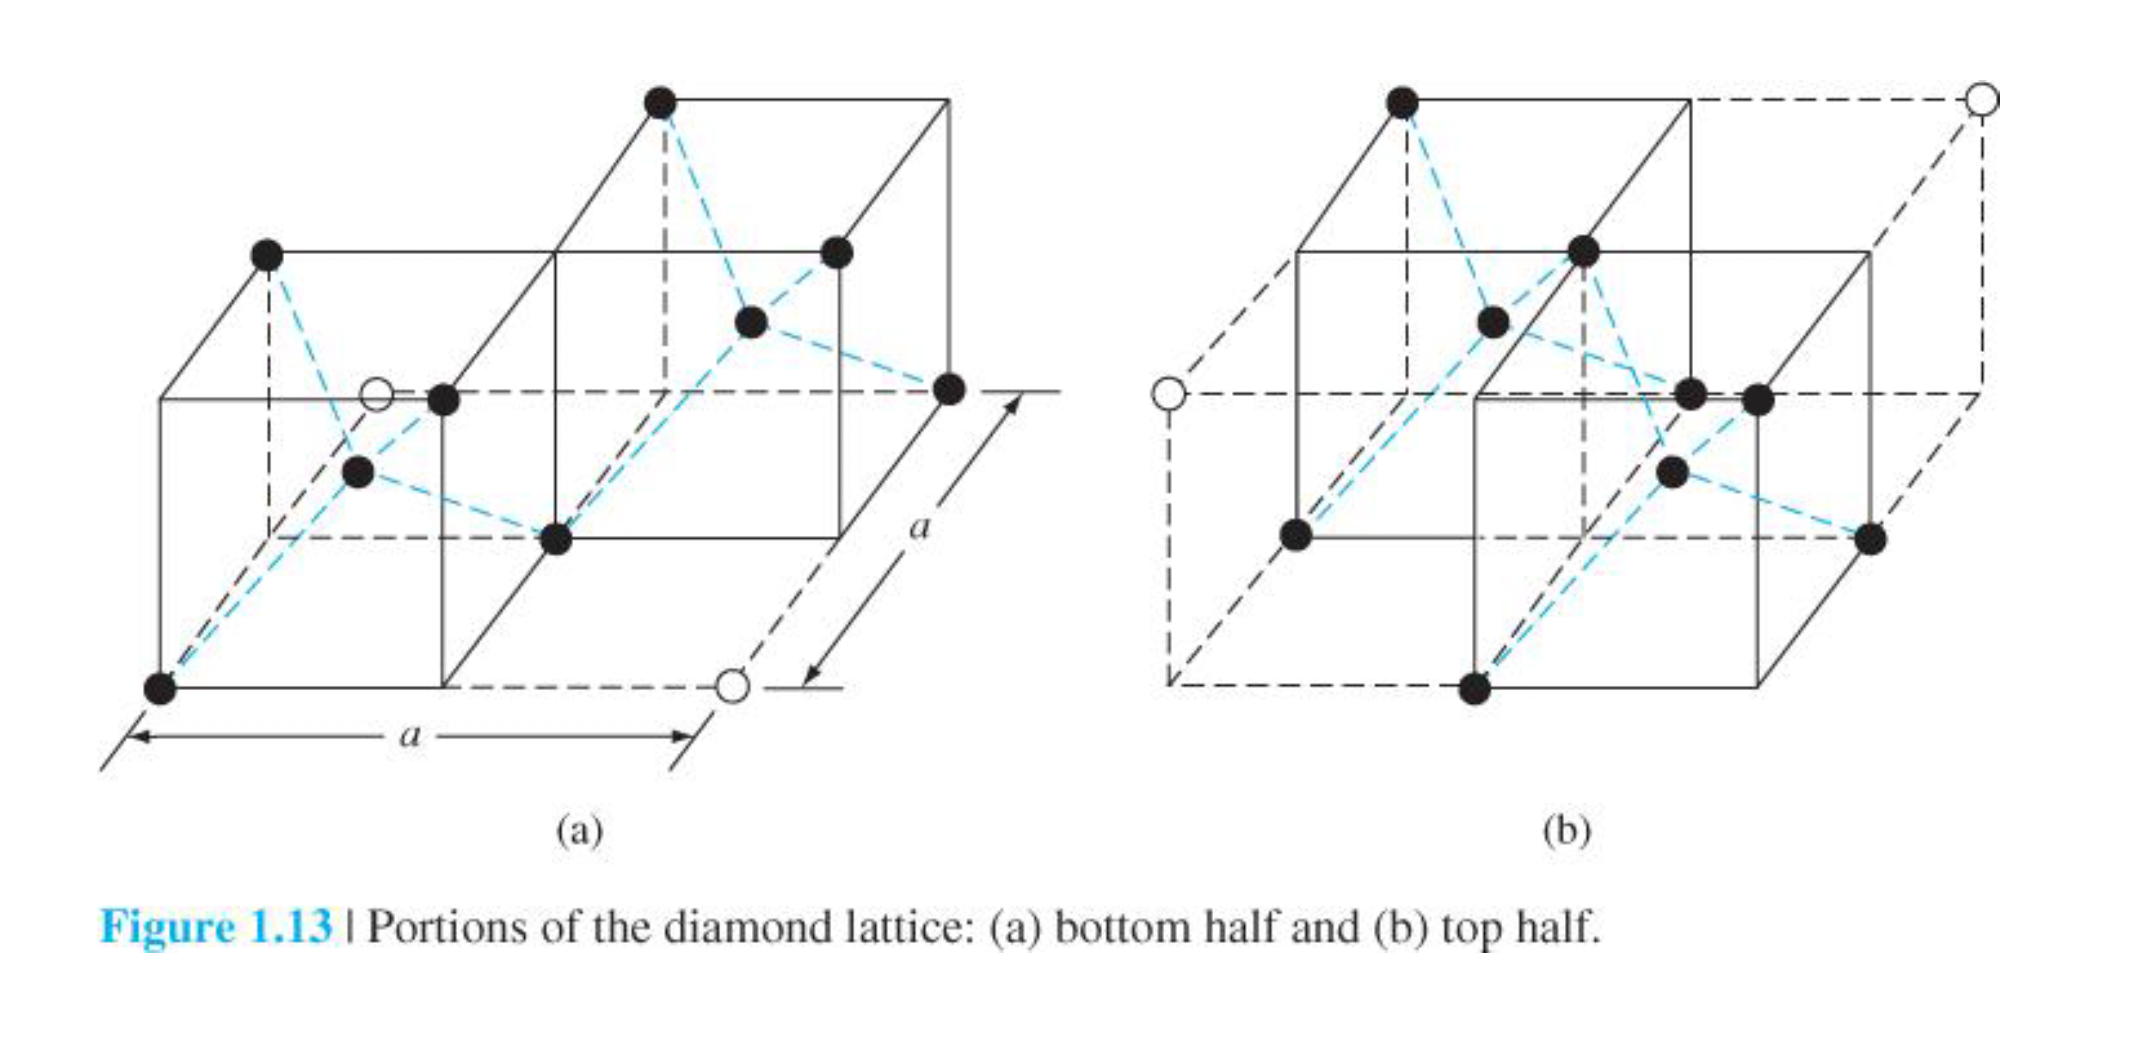 a
a
(a)
(b)
Figure 1.13 | Portions of the diamond lattice: (a) bottom half and (b) top half.